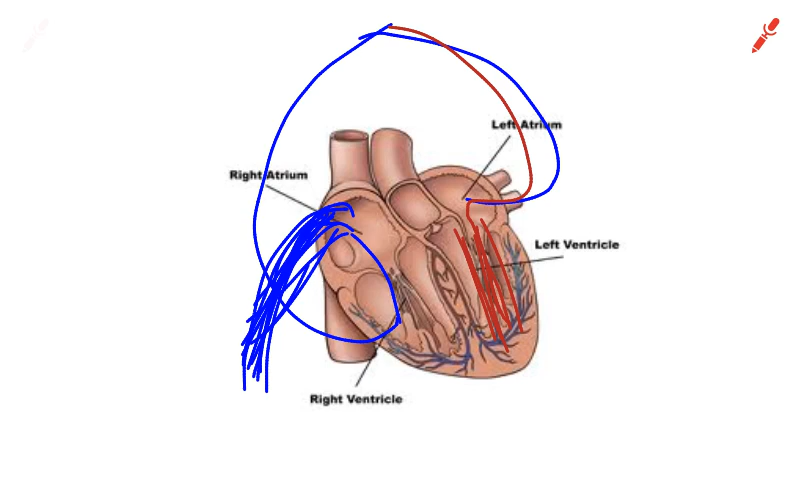 Left Atrium
Right Atrium
Left Ventricle
Right Ventricle